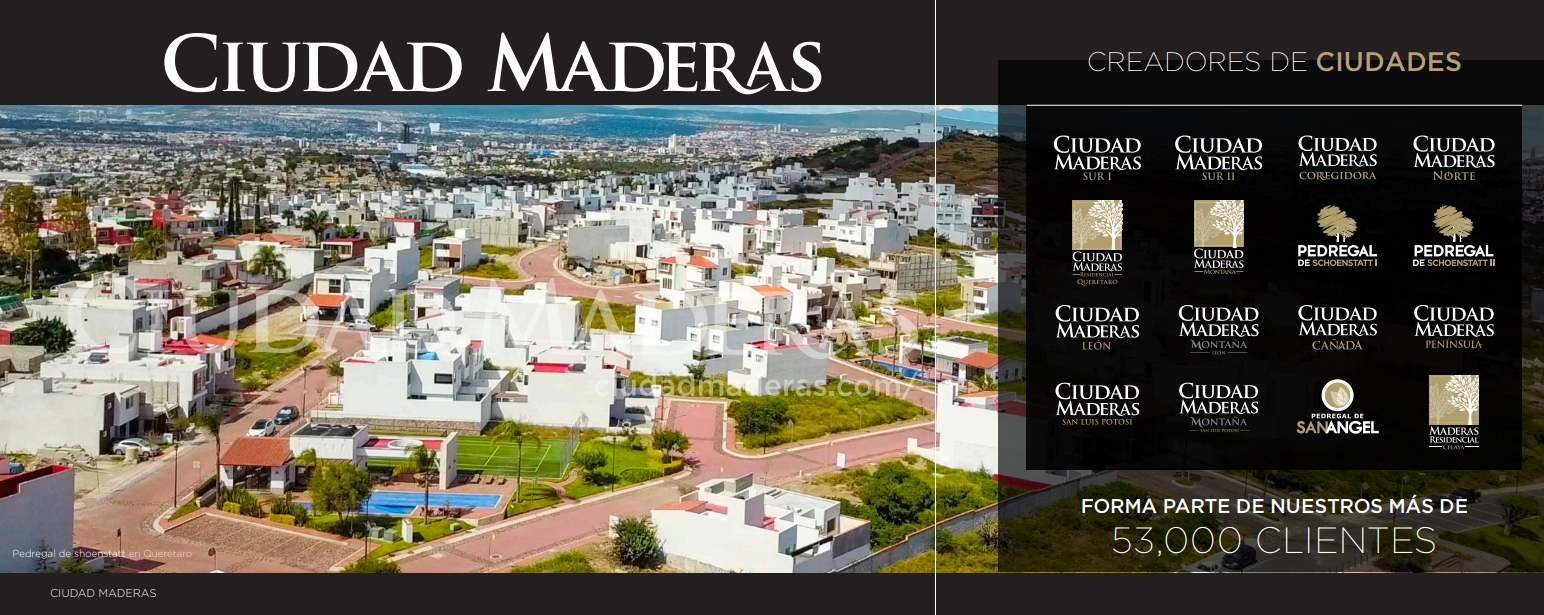 CIUDAD MADERAS
CIUDAD MADERAS
ciudadmaderas.com/
Pedregal de shoenstatt en Queretaro
CIUDAD MADERAS
CREADORES DE CIUDADES
CIUDAD
MADERAS
SUR I
CIUDAD
MADERAS
SUR II
CIUDAD
MADERAS
CORREGIDORA
CIUDAD
MADERAS
NORTE
CIUDAD
MADERAS
RESIDENCIAL
QUERÉTARO
CIUDAD
MADERAS
MONTAÑA
PEDREGAL
DE SCHOENSTATT I
PEDREGAL
DE SCHOENSTATT II
CIUDAD
MADERAS
LEÓN
CIUDAD
MADERAS
MONTAÑA
LEÓN
CIUDAD
MADERAS
CAÑADA
CIUDAD
MADERAS
PENÍNSULA
CIUDAD
MADERAS
SAN LUIS POTOSÍ
CIUDAD
MADERAS
MONTAÑA
SAN LUIS POTOSÍ
PEDREGAL DE
SANANGEL
MADERAS
RESIDENCIAL
CELAYA
FORMA PARTE DE NUESTROS MÁS DE
53,000 CLIENTES